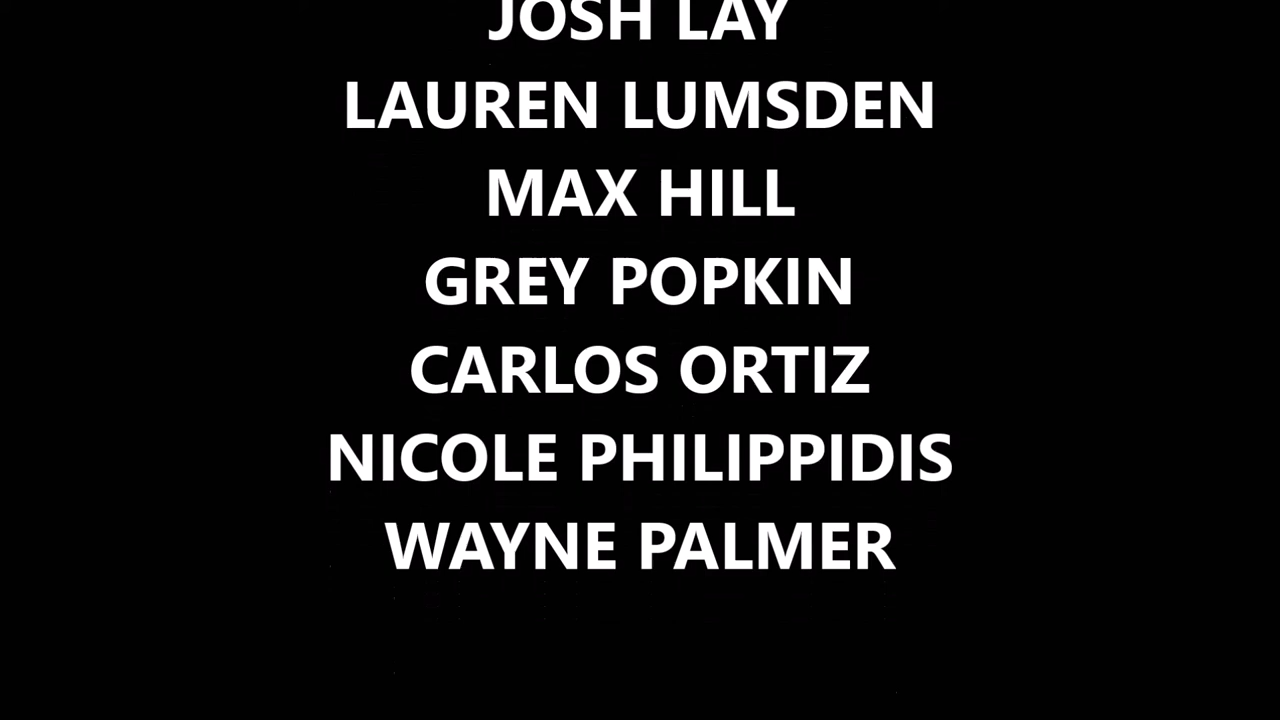 JOSH LAY
LAUREN LUMSDEN
MAX HILL
GREY POPKIN
CARLOS ORTIZ
NICOLE PHILIPPIDIS
WAYNE PALMER